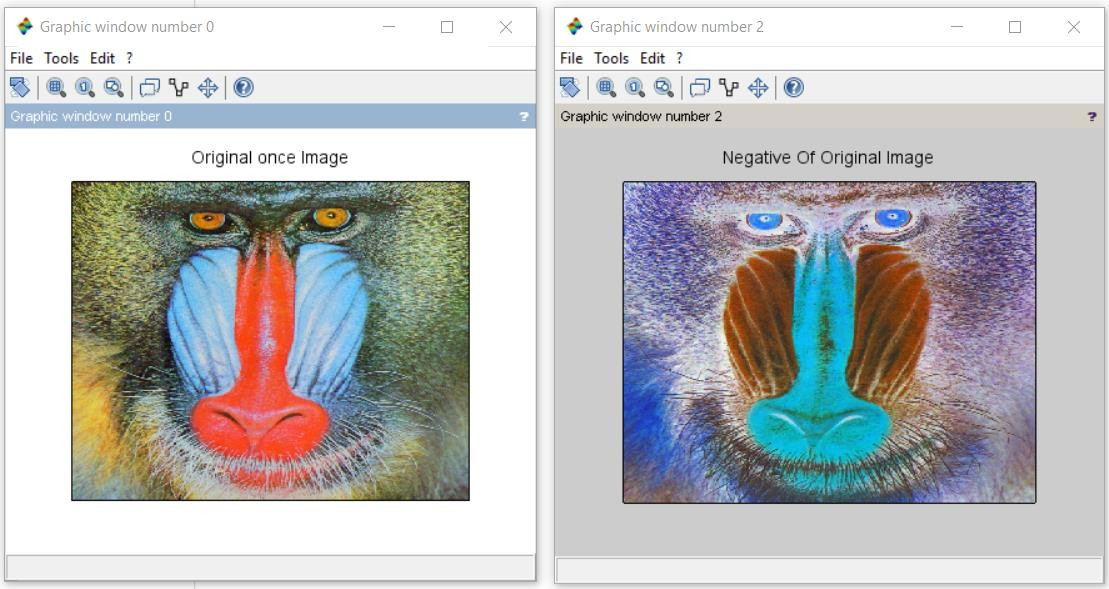 Graphic window number 0
File Tools Edit ?
Graphic window number 0 ?
Original once Image
Graphic window number 2
File Tools Edit ?
Graphic window number 2 ?
Negative Of Original Image